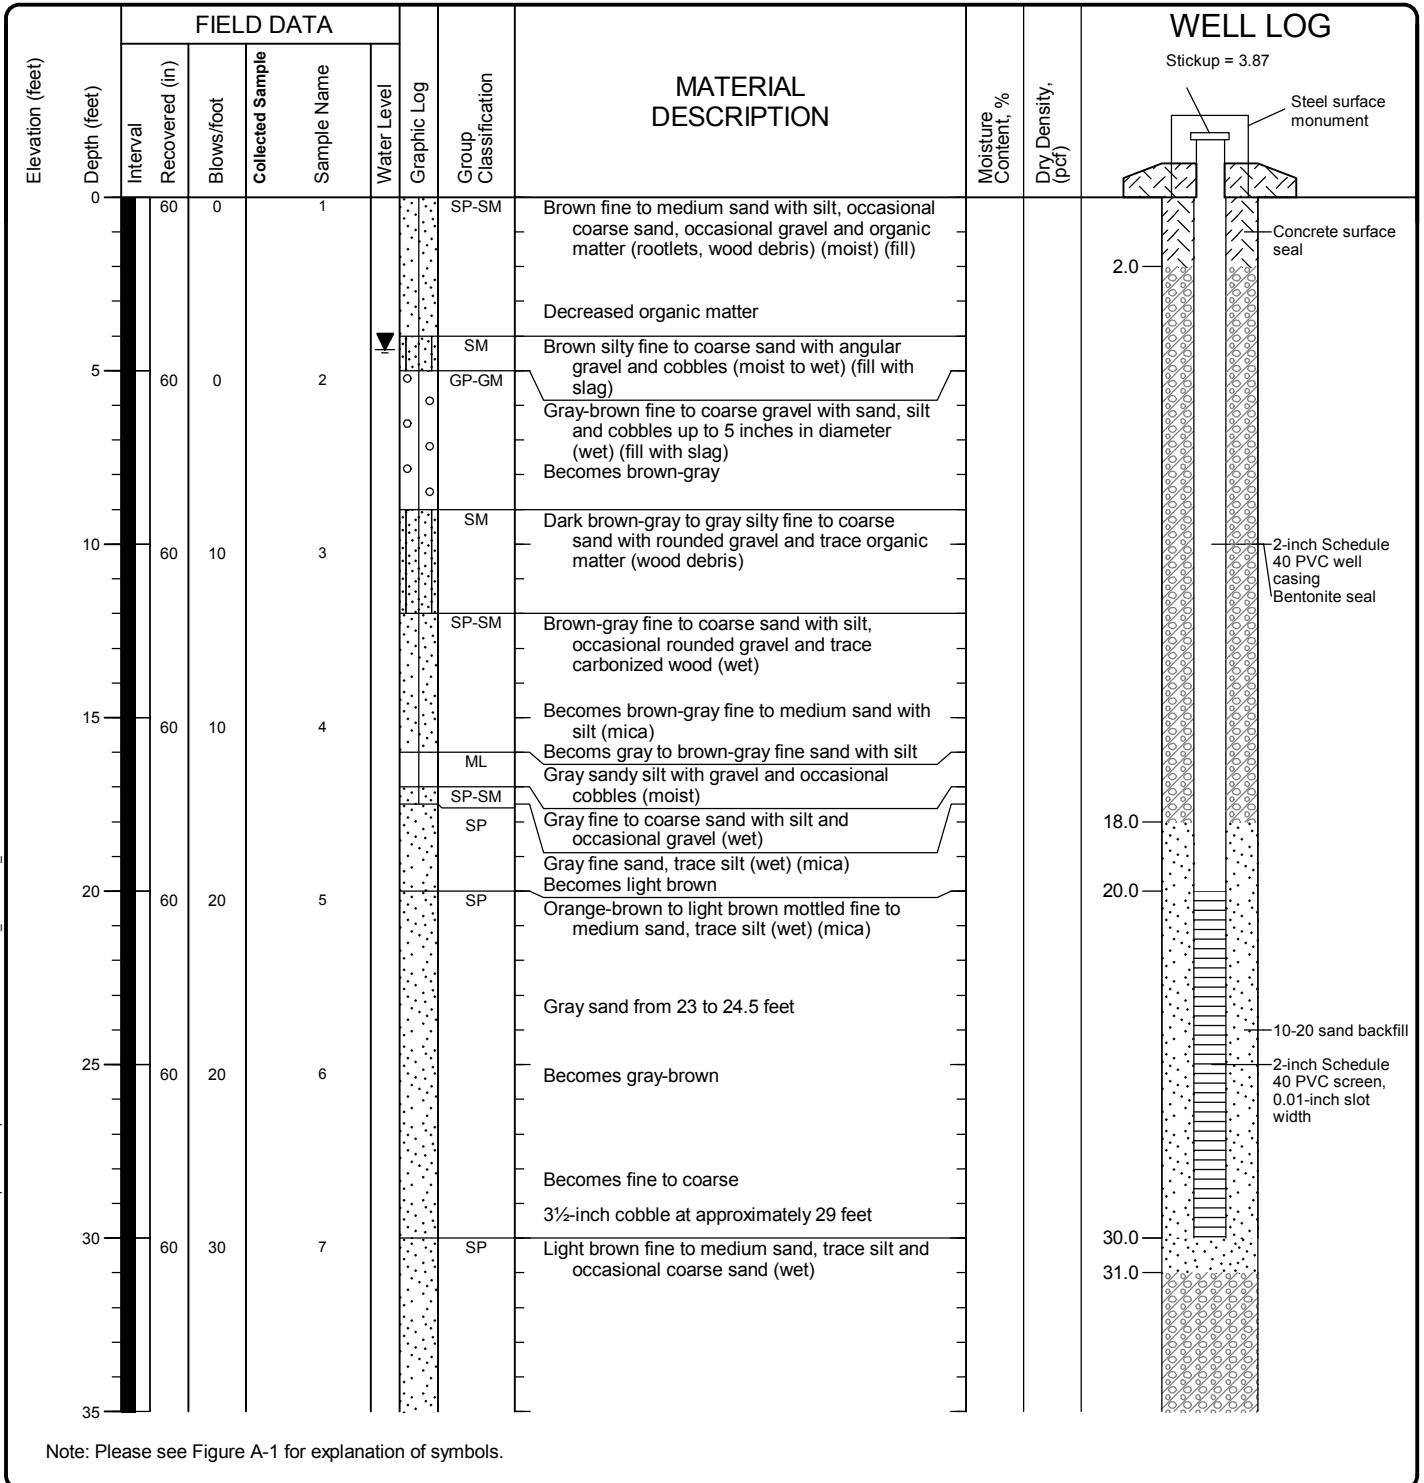 FIELD DATA
WELL LOG
Stickup = 3.87
Elevation (feet)
Depth (feet)
Interval
Recovered (in)
Blows/foot
Collected Sample
Sample Name
Water Level
Graphic Log
Group
Classification
MATERIAL
DESCRIPTION
Moisture
Content, %
Dry Density,
(pcf)
Steel surface
monument
0
60 0 1 SP-SM
Brown fine to medium sand with silt, occasional
coarse sand, occasional gravel and organic
matter (rootlets, wood debris) (moist) (fill)
Concrete surface
seal
2.0
Decreased organic matter
SM
Brown silty fine to coarse sand with angular
gravel and cobbles (moist to wet) (fill with
slag)
5
60 0 2 GP-GM
Gray-brown fine to coarse gravel with sand, silt
and cobbles up to 5 inches in diameter
(wet) (fill with slag)
Becomes brown-gray
SM
Dark brown-gray to gray silty fine to coarse
sand with rounded gravel and trace organic
matter (wood debris)
10
60 10 3
2-inch Schedule
40 PVC well
casing
Bentonite seal
SP-SM
Brown-gray fine to coarse sand with silt,
occasional rounded gravel and trace
carbonized wood (wet)
15
60 10 4
Becomes brown-gray fine to medium sand with
silt (mica)
Becoms gray to brown-gray fine sand with silt
ML
Gray sandy silt with gravel and occasional
cobbles (moist)
SP-SM
Gray fine to coarse sand with silt and
occasional gravel (wet)
18.0
SP
Gray fine sand, trace silt (wet) (mica)
Becomes light brown
20
20.0
60 20 5 SP
Orange-brown to light brown mottled fine to
medium sand, trace silt (wet) (mica)
Gray sand from 23 to 24.5 feet
10-20 sand backfill
25
60 20 6
Becomes gray-brown
2-inch Schedule
40 PVC screen,
0.01-inch slot
width
Becomes fine to coarse
3½-inch cobble at approximately 29 feet
30
30.0
60 30 7 SP
Light brown fine to medium sand, trace silt and
occasional coarse sand (wet)
31.0
35
Note: Please see Figure A-1 for explanation of symbols.